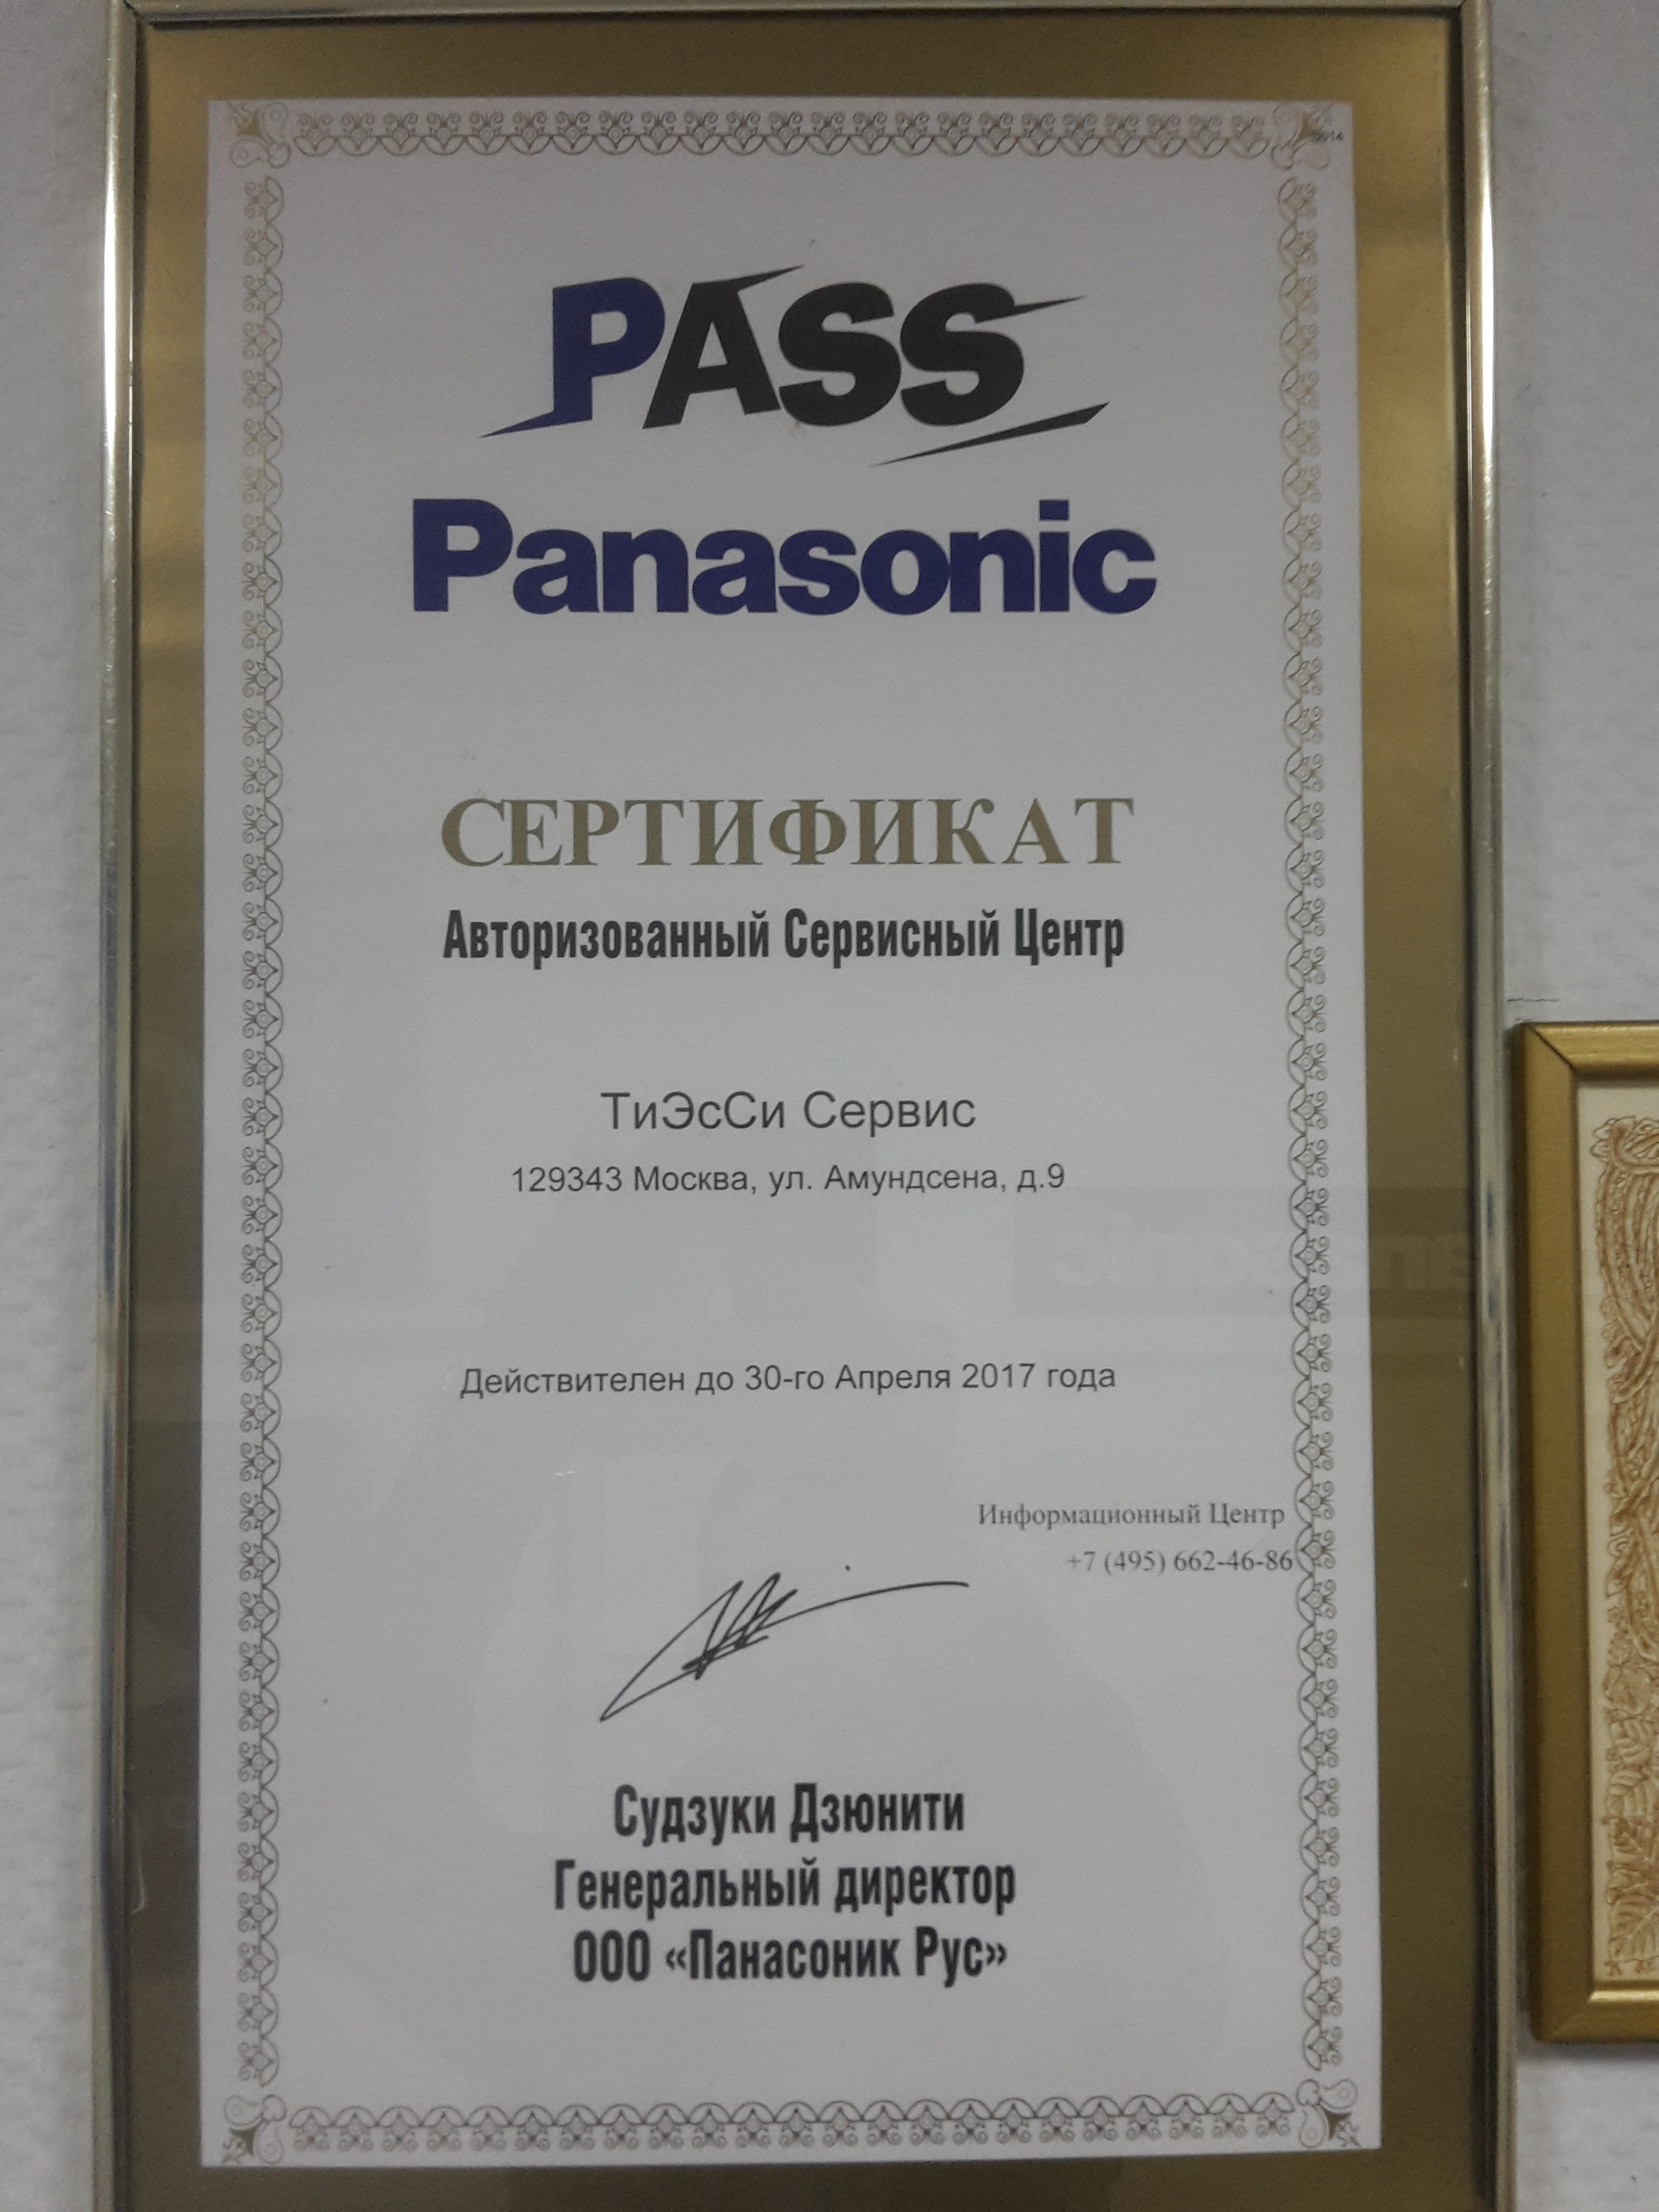 PASS
Panasonic
СЕРТИФИКАТ
Авторизованный Сервисный Центр
ТиЭсСи Сервис
129343 Москва, ул. Амундсена, д.9
Действителен до 30-го Апреля 2017 года
Информационный Центр
+7 (495) 662-46-86
Судзуки Дзюнити
Генеральный директор
ООО «Панасоник Рус»